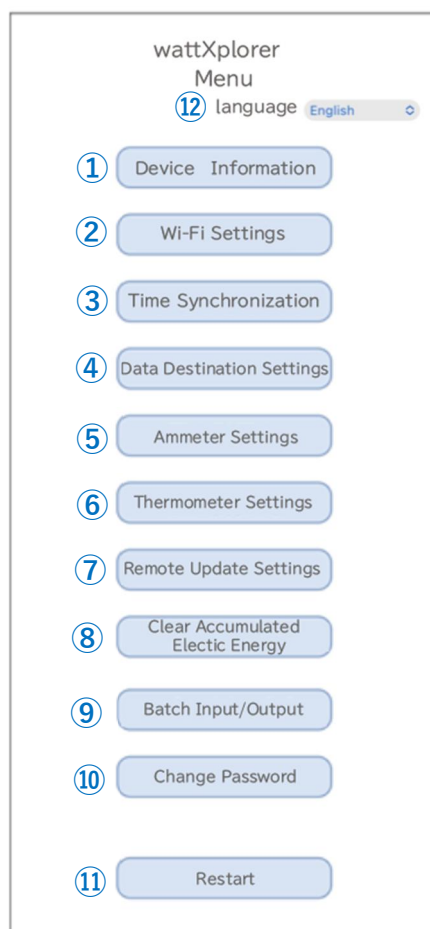 wattXplorer
Menu
⑫ language English
① Device Information
② Wi-Fi Settings
③ Time Synchronization
④ Data Destination Settings
⑤ Ammeter Settings
⑥ Thermometer Settings
⑦ Remote Update Settings
⑧ Clear Accumulated
Electic Energy
⑨ Batch Input/Output
⑩ Change Password
⑪ Restart